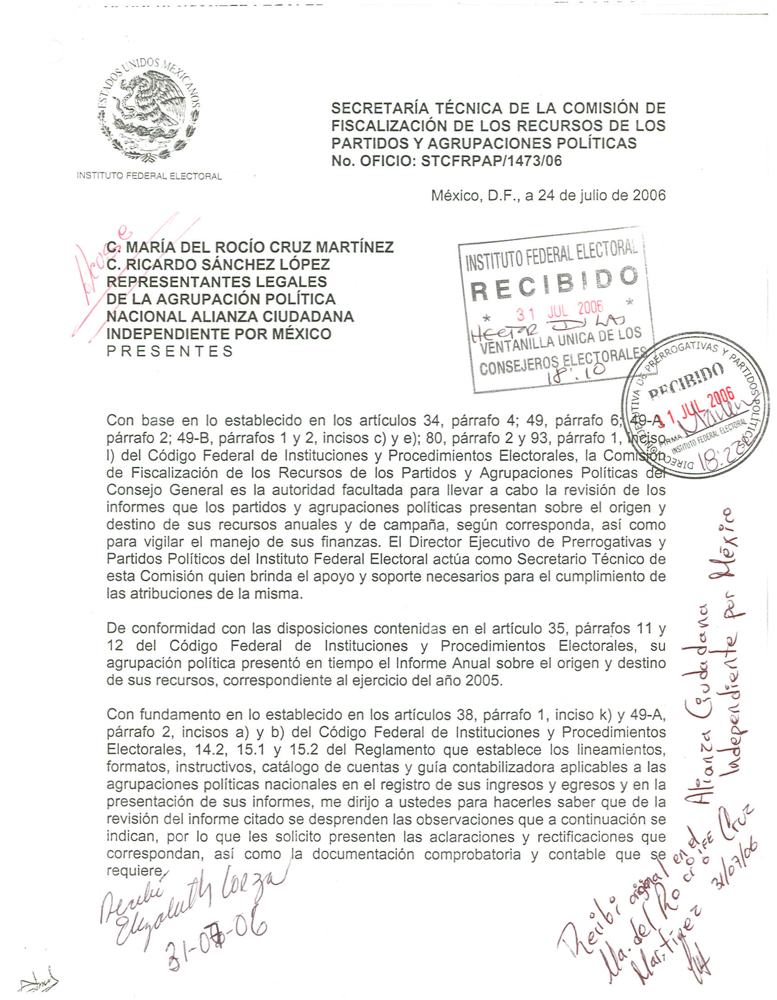 ESTADOS UNIDOS MEXICANOS
INSTITUTO FEDERAL ELECTORAL
SECRETARÍA TÉCNICA DE LA COMISIÓN DE
FISCALIZACIÓN DE LOS RECURSOS DE LOS
PARTIDOS Y AGRUPACIONES POLÍTICAS
No. OFICIO: STCFRPAP/1473/06
México, D.F., a 24 de julio de 2006
C. MARÍA DEL ROCÍO CRUZ MARTÍNEZ
C. RICARDO SÁNCHEZ LÓPEZ
REPRESENTANTES LEGALES
DE LA AGRUPACIÓN POLÍTICA
NACIONAL ALIANZA CIUDADANA
INDEPENDIENTE POR MÉXICO
PRESENTES
Acuse
INSTITUTO FEDERAL ELECTORAL
RECIBIDO
* 31 JUL 2006 *
HECTOR
VENTANILLA UNICA DE LOS
CONSEJEROS ELECTORALES
18:10
DIRECCIÓN EJECUTIVA DE PRERROGATIVAS Y PARTIDOS POLÍTICOS
RECIBIDO
31 JUL 2006
FIRMA
INSTITUTO FEDERAL ELECTORAL
Con base en lo establecido en los artículos 34, párrafo 4; 49, párrafo 6; 49-A,
párrafo 2; 49-B, párrafos 1 y 2, incisos c) y e); 80, párrafo 2 y 93, párrafo 1, inciso
l) del Código Federal de Instituciones y Procedimientos Electorales, la Comisión
de Fiscalización de los Recursos de los Partidos y Agrupaciones Políticas del
Consejo General es la autoridad facultada para llevar a cabo la revisión de los
informes que los partidos y agrupaciones políticas presentan sobre el origen y
destino de sus recursos anuales y de campaña, según corresponda, así como
para vigilar el manejo de sus finanzas. El Director Ejecutivo de Prerrogativas y
Partidos Políticos del Instituto Federal Electoral actúa como Secretario Técnico de
esta Comisión quien brinda el apoyo y soporte necesarios para el cumplimiento de
las atribuciones de la misma.
De conformidad con las disposiciones contenidas en el artículo 35, párrafos 11 y
12 del Código Federal de Instituciones y Procedimientos Electorales, su
agrupación política presentó en tiempo el Informe Anual sobre el origen y destino
de sus recursos, correspondiente al ejercicio del año 2005.
Con fundamento en lo establecido en los artículos 38, párrafo 1, inciso k) y 49-A,
párrafo 2, incisos a) y b) del Código Federal de Instituciones y Procedimientos
Electorales, 14.2, 15.1 y 15.2 del Reglamento que establece los lineamientos,
formatos, instructivos, catálogo de cuentas y guía contabilizadora aplicables a las
agrupaciones políticas nacionales en el registro de sus ingresos y egresos y en la
presentación de sus informes, me dirijo a ustedes para hacerles saber que de la
revisión del informe citado se desprenden las observaciones que a continuación se
indican, por lo que les solicito presenten las aclaraciones y rectificaciones que
correspondan, así como la documentación comprobatoria y contable que se
requiere.
Recibí
Elizabeth Loeza
31-07-06
Alianza Ciudadana
Independiente por México
Recibí original en el IFE
Ma. del Rocío Cruz
Martínez
31/07/06